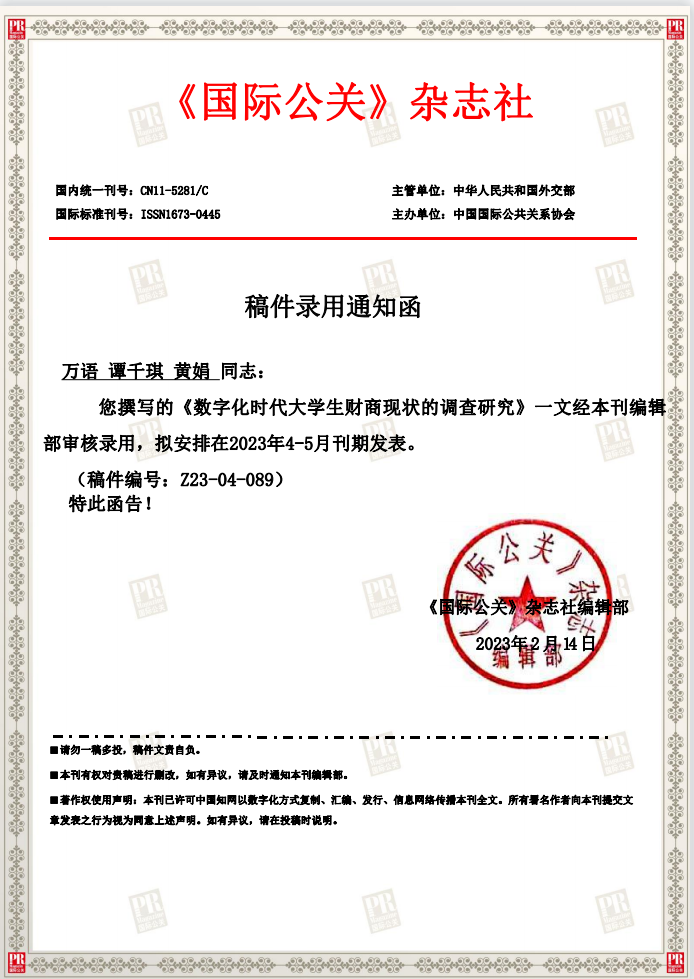 《国际公关》杂志社
国内统一刊号：CN11-5281/C
主管单位：中华人民共和国外交部
国际标准刊号：ISSN1673-0445
主办单位：中国国际公共关系协会
稿件录用通知函
万语 谭千琪 黄娟 同志：
您撰写的《数字化时代大学生财商现状的调查研究》一文经本刊编辑
部审核录用，拟安排在2023年4-5月刊期发表。
（稿件编号：Z23-04-089）
特此函告！
《国际公关》杂志社
编辑部
《国际公关》杂志社编辑部
2023年2月14日
■请勿一稿多投，稿件文责自负。
■本刊有权对贵稿进行删改，如有异议，请及时通知本刊编辑部。
■著作权使用声明：本刊已许可中国知网以数字化方式复制、汇编、发行、信息网络传播本刊全文。所有署名作者向本刊提交文
章发表之行为视为同意上述声明。如有异议，请在投稿时说明。